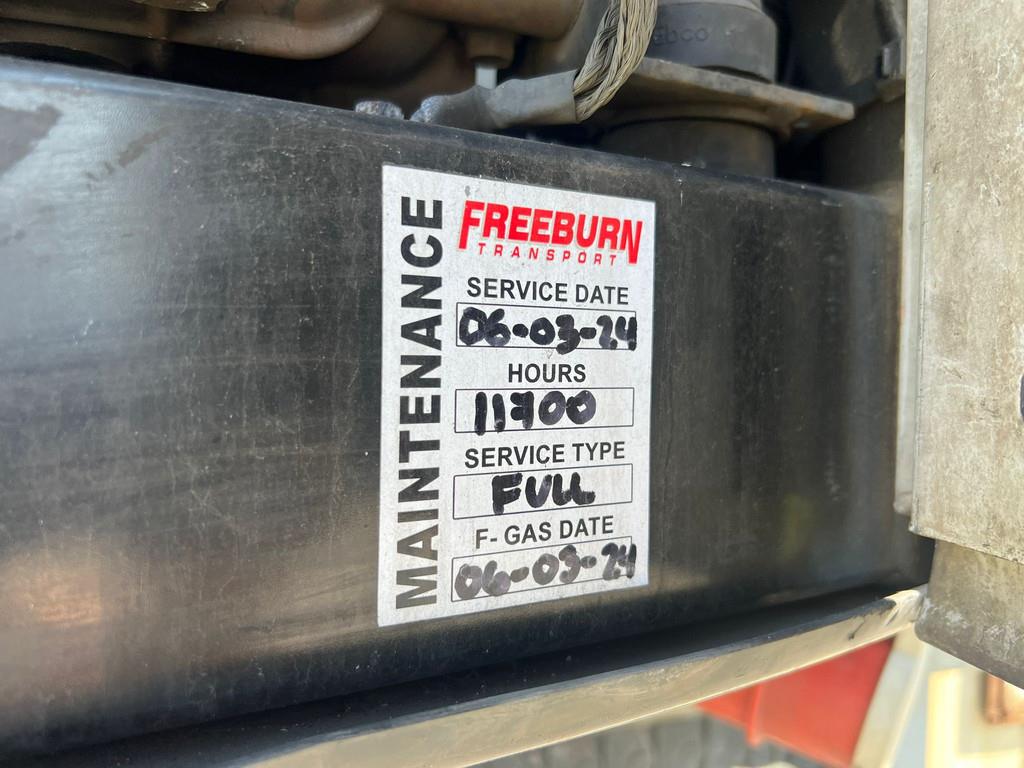 MAINTENANCE
FREEBURN
TRANSPORT
SERVICE DATE
06-03-24
HOURS
11700
SERVICE TYPE
FULL
F- GAS DATE
06-03-24